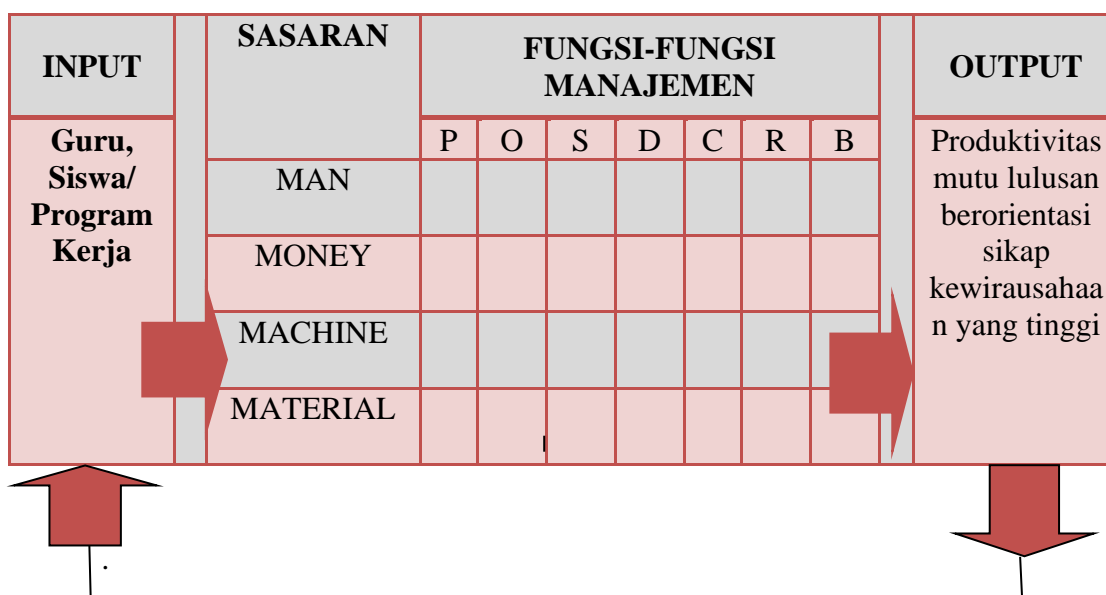 INPUT
SASARAN
FUNGSI-FUNGSI
MANAJEMEN
OUTPUT
Guru,
Siswa/
Program
Kerja
P O S D C R B
MAN
MONEY
MACHINE
MATERIAL
Produktivitas
mutu lulusan
berorientasi
sikap
kewirausahaa
n yang tinggi
.